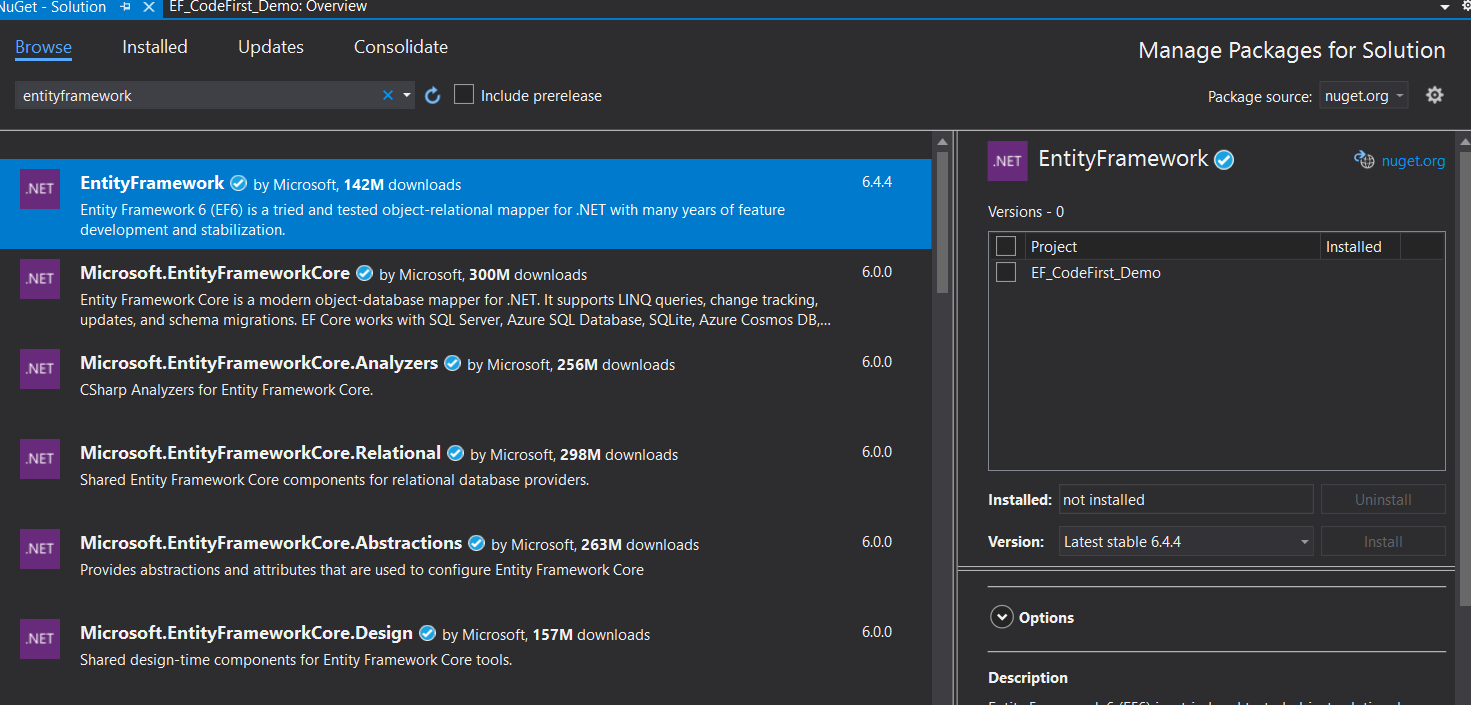 NuGet - Solution EF_CodeFirst_Demo: Overview
Browse Installed Updates Consolidate
Manage Packages for Solution
entityframework Include prerelease
Package source: nuget.org
.NET EntityFramework by Microsoft, 142M downloads 6.4.4
Entity Framework 6 (EF6) is a tried and tested object-relational mapper for .NET with many years of feature
development and stabilization.
.NET Microsoft.EntityFrameworkCore by Microsoft, 300M downloads 6.0.0
Entity Framework Core is a modern object-database mapper for .NET. It supports LINQ queries, change tracking,
updates, and schema migrations. EF Core works with SQL Server, Azure SQL Database, SQLite, Azure Cosmos DB,...
.NET Microsoft.EntityFrameworkCore.Analyzers by Microsoft, 256M downloads 6.0.0
CSharp Analyzers for Entity Framework Core.
.NET Microsoft.EntityFrameworkCore.Relational by Microsoft, 298M downloads 6.0.0
Shared Entity Framework Core components for relational database providers.
.NET Microsoft.EntityFrameworkCore.Abstractions by Microsoft, 263M downloads 6.0.0
Provides abstractions and attributes that are used to configure Entity Framework Core
.NET Microsoft.EntityFrameworkCore.Design by Microsoft, 157M downloads 6.0.0
Shared design-time components for Entity Framework Core tools.
.NET EntityFramework nuget.org
Versions - 0
Project Installed
EF_CodeFirst_Demo
Installed: not installed Uninstall
Version: Latest stable 6.4.4 Install
Options
Description